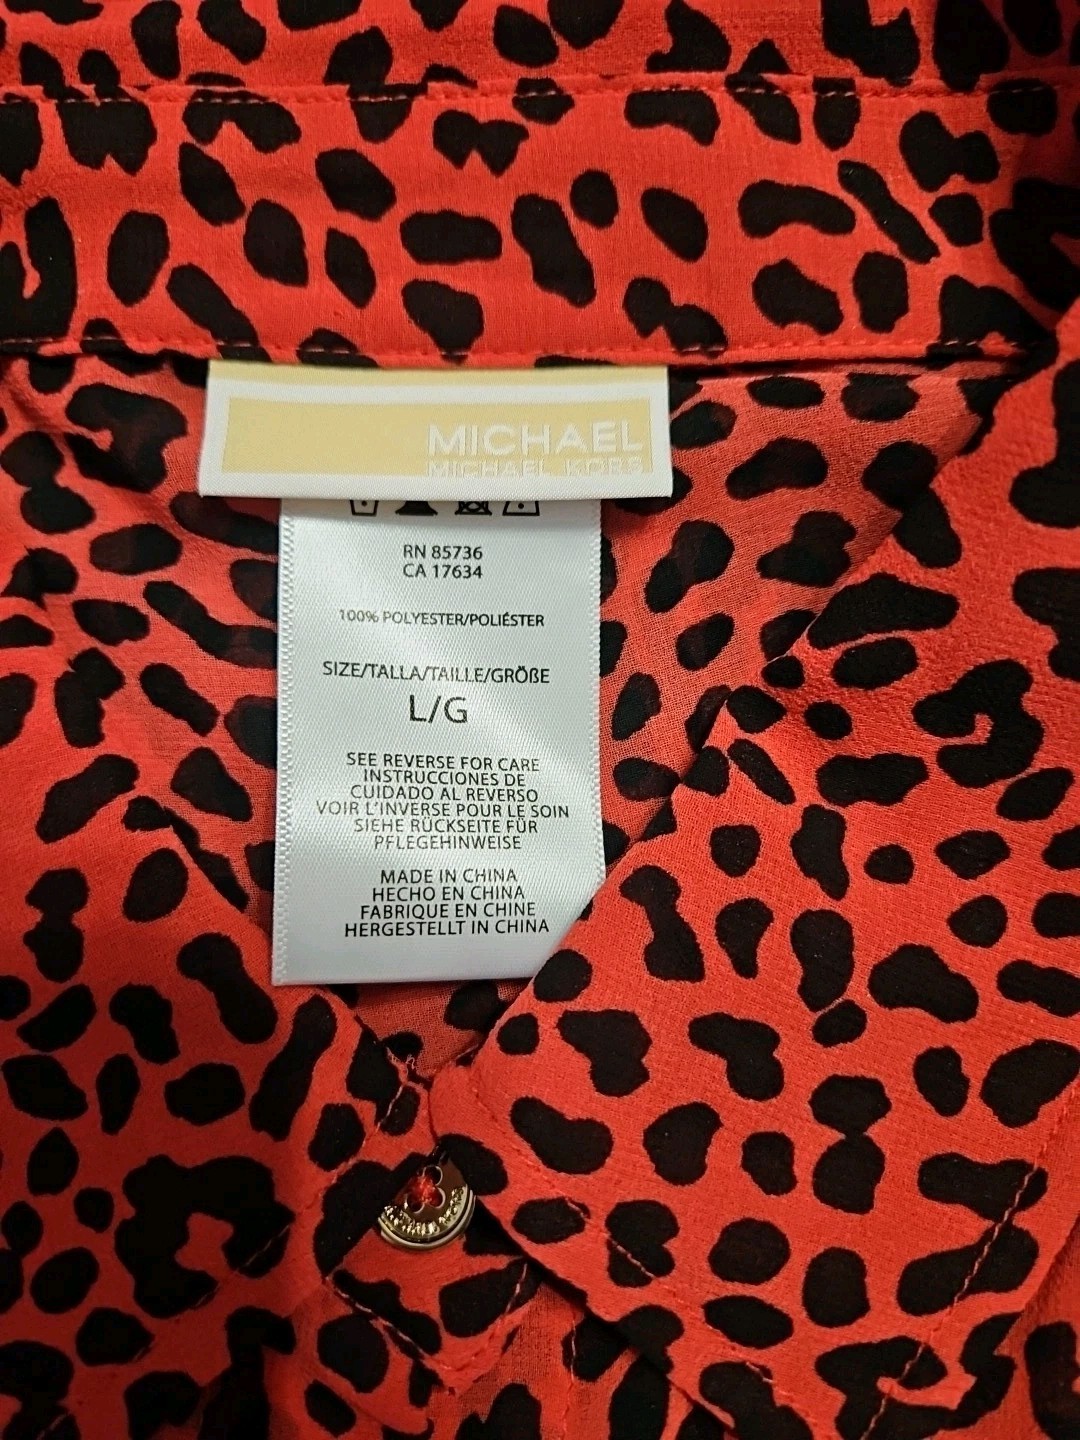 MICHAEL
MICHAEL KORS
RN 85736
CA 17634
100% POLYESTER/POLIÉSTER
SIZE/TALLA/TAILLE/GRÖßE
L/G
SEE REVERSE FOR CARE
INSTRUCCIONES DE
CUIDADO AL REVERSO
VOIR L'INVERSE POUR LE SOIN
SIEHE RÜCKSEITE FÜR
PFLEGEHINWEISE
MADE IN CHINA
HECHO EN CHINA
FABRIQUE EN CHINE
HERGESTELLT IN CHINA